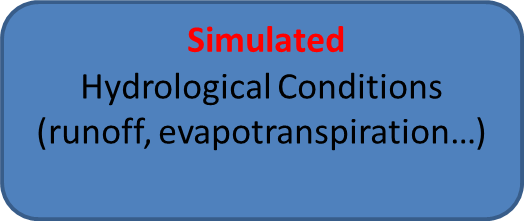 Simulated
Hydrological Conditions
(runoff, evapotranspiration...)